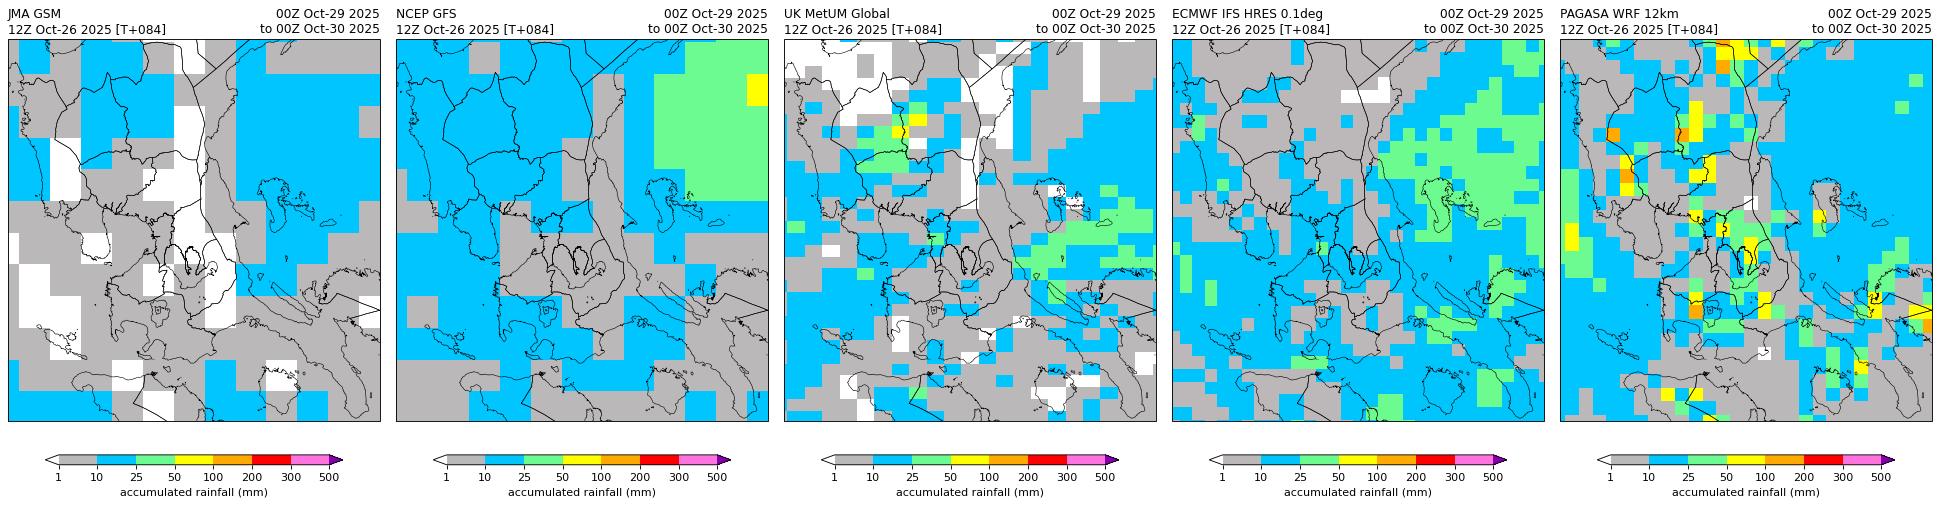 JMA GSM 00Z Oct-29 2025
12Z Oct-26 2025 [T+084] to 00Z Oct-30 2025
NCEP GFS 00Z Oct-29 2025
12Z Oct-26 2025 [T+084] to 00Z Oct-30 2025
UK MetUM Global 00Z Oct-29 2025
12Z Oct-26 2025 [T+084] to 00Z Oct-30 2025
ECMWF IFS HRES 0.1deg 00Z Oct-29 2025
12Z Oct-26 2025 [T+084] to 00Z Oct-30 2025
PAGASA WRF 12km 00Z Oct-29 2025
12Z Oct-26 2025 [T+084] to 00Z Oct-30 2025
1 10 25 50 100 200 300 500
accumulated rainfall (mm)
1 10 25 50 100 200 300 500
accumulated rainfall (mm)
1 10 25 50 100 200 300 500
accumulated rainfall (mm)
1 10 25 50 100 200 300 500
accumulated rainfall (mm)
1 10 25 50 100 200 300 500
accumulated rainfall (mm)